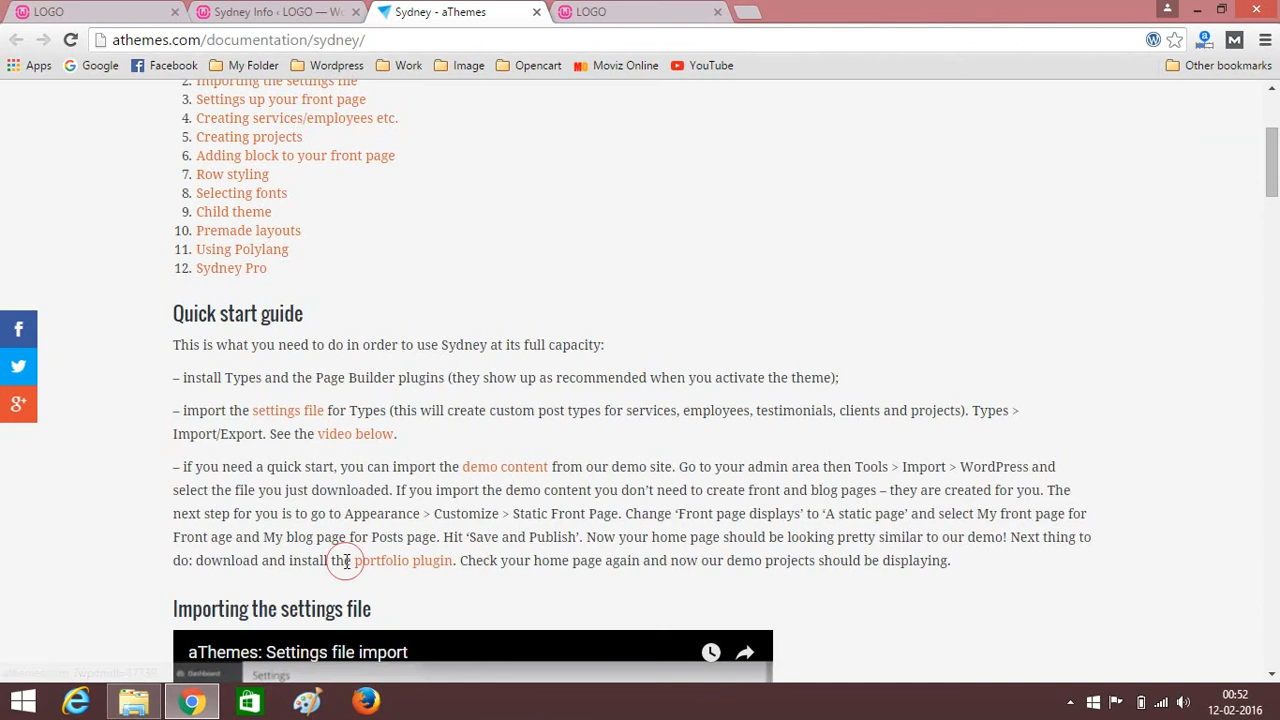 LOGO
Sydney Info ‹ LOGO — Wo
Sydney - aThemes
LOGO
athemes.com/documentation/sydney/
Apps Google Facebook My Folder Wordpress Work Image Opencart Moviz Online YouTube Other bookmarks
2. Importing the settings file
3. Settings up your front page
4. Creating services/employees etc.
5. Creating projects
6. Adding block to your front page
7. Row styling
8. Selecting fonts
9. Child theme
10. Premade layouts
11. Using Polylang
12. Sydney Pro
Quick start guide
This is what you need to do in order to use Sydney at its full capacity:
– install Types and the Page Builder plugins (they show up as recommended when you activate the theme);
– import the settings file for Types (this will create custom post types for services, employees, testimonials, clients and projects). Types >
Import/Export. See the video below.
– if you need a quick start, you can import the demo content from our demo site. Go to your admin area then Tools > Import > WordPress and
select the file you just downloaded. If you import the demo content you don’t need to create front and blog pages – they are created for you. The
next step for you is to go to Appearance > Customize > Static Front Page. Change ‘Front page displays’ to ‘A static page’ and select My front page for
Front age and My blog page for Posts page. Hit ‘Save and Publish’. Now your home page should be looking pretty similar to our demo! Next thing to
do: download and install the portfolio plugin. Check your home page again and now our demo projects should be displaying.
Importing the settings file
aThemes: Settings file import
Dashboard
Settings
00:52
12-02-2016